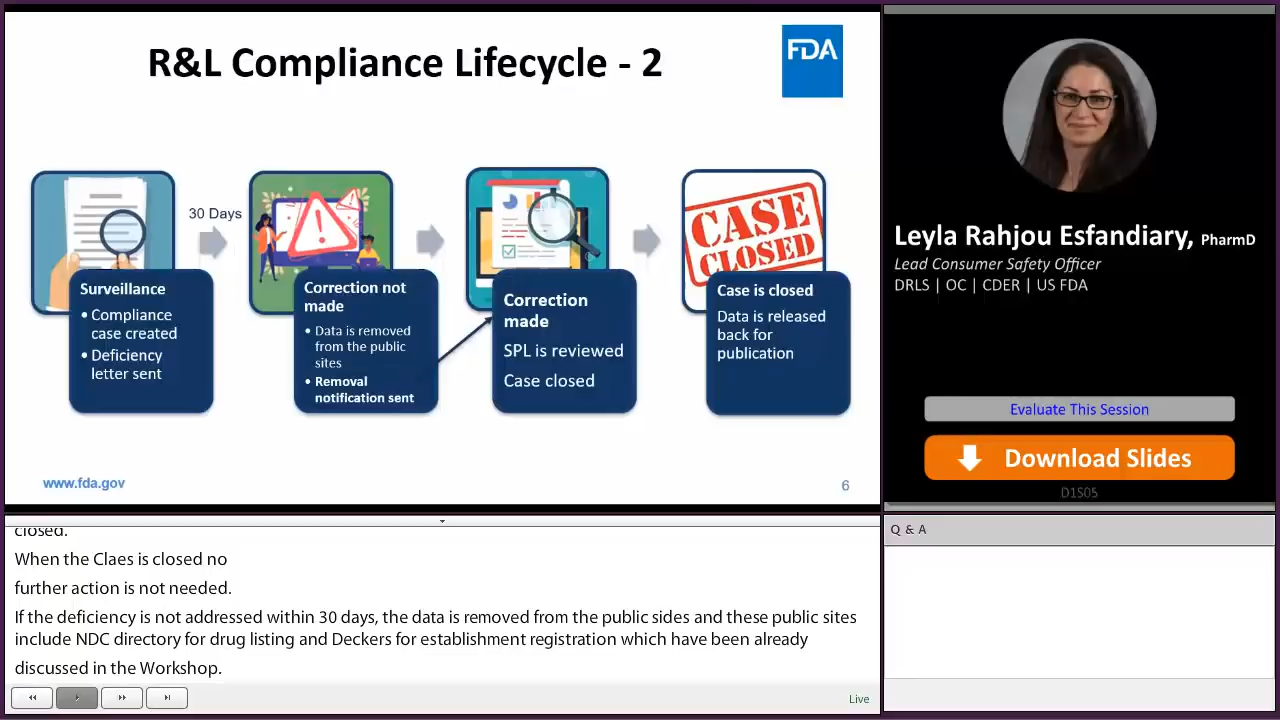 R&L Compliance Lifecycle - 2
FDA
30 Days
Surveillance
• Compliance
case created
• Deficiency
letter sent
Correction not
made
• Data is removed
from the public
sites
• Removal
notification sent
Correction
made
SPL is reviewed
Case closed
CASE
CLOSED
Case is closed
Data is released
back for
publication
www.fda.gov
6
Leyla Rahjou Esfandiary, PharmD
Lead Consumer Safety Officer
DRLS | OC | CDER | US FDA
Evaluate This Session
Download Slides
D1S05
closed.
When the Claes is closed no
further action is not needed.
If the deficiency is not addressed within 30 days, the data is removed from the public sides and these public sites
include NDC directory for drug listing and Deckers for establishment registration which have been already
discussed in the Workshop.
Live
Q & A